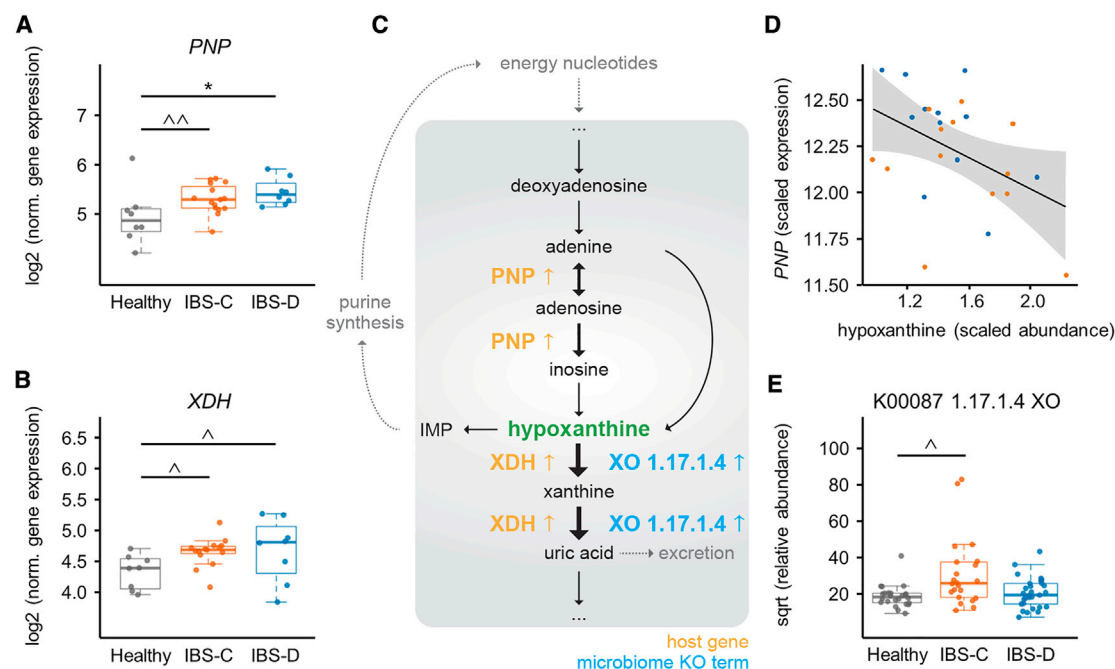 A
PNP
log2 (norm. gene expression)
7
6
5
*
^^
Healthy
IBS-C
IBS-D
B
XDH
log2 (norm. gene expression)
6.5
6.0
5.5
5.0
4.5
4.0
^
^
Healthy
IBS-C
IBS-D
C
energy nucleotides
...
deoxyadenosine
adenine
PNP ↑
adenosine
PNP ↑
inosine
purine
synthesis
IMP
hypoxanthine
XDH ↑ XO 1.17.1.4 ↑
xanthine
XDH ↑ XO 1.17.1.4 ↑
uric acid
excretion
...
host gene
microbiome KO term
D
PNP (scaled expression)
12.50
12.25
12.00
11.75
11.50
1.2
1.6
2.0
hypoxanthine (scaled abundance)
E
K00087 1.17.1.4 XO
sqrt (relative abundance)
100
80
60
40
20
^
Healthy
IBS-C
IBS-D